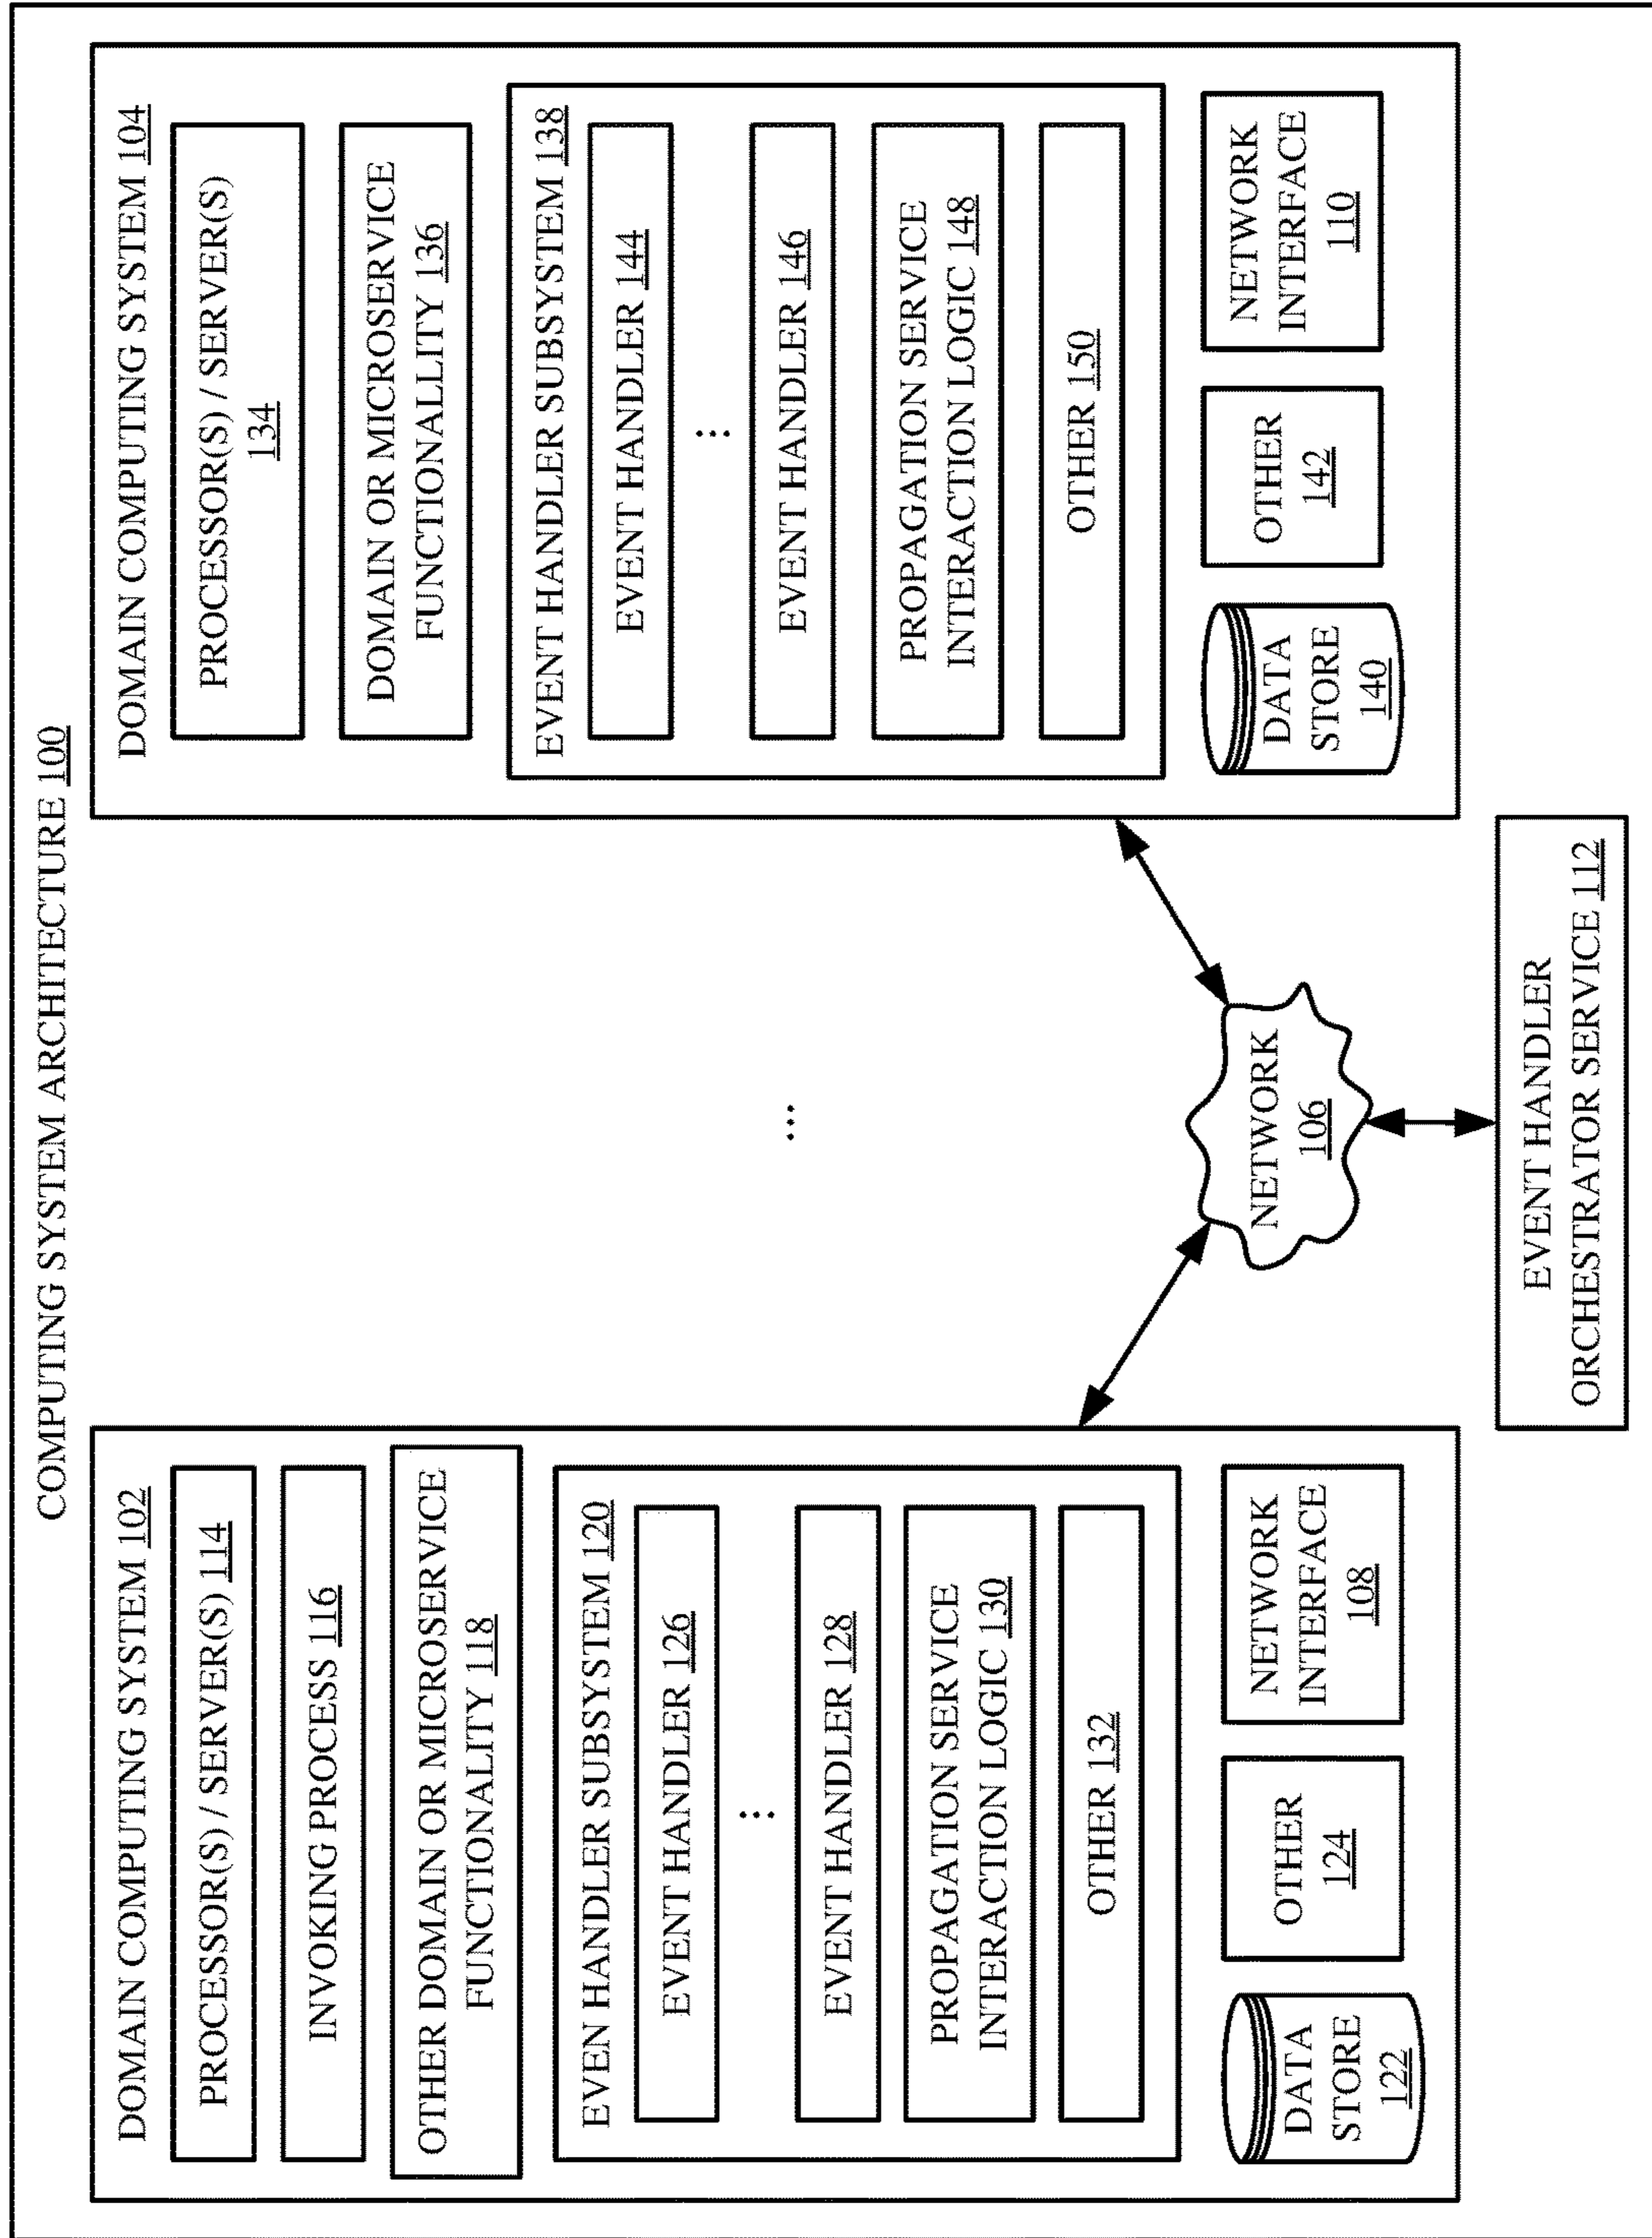 COMPUTING SYSTEM ARCHITECTURE 100
DOMAIN COMPUTING SYSTEM 102
PROCESSOR(S) / SERVER(S) 114
INVOKING PROCESS 116
OTHER DOMAIN OR MICROSERVICE
FUNCTIONALITY 118
EVEN HANDLER SUBSYSTEM 120
EVENT HANDLER 126
...
EVENT HANDLER 128
PROPAGATION SERVICE
INTERACTION LOGIC 130
OTHER 132
DATA
STORE
122
OTHER
124
NETWORK
INTERFACE
108
...
NETWORK
106
EVENT HANDLER
ORCHESTRATOR SERVICE 112
DOMAIN COMPUTING SYSTEM 104
PROCESSOR(S) / SERVER(S)
134
DOMAIN OR MICROSERVICE
FUNCTIONALLITY 136
EVENT HANDLER SUBSYSTEM 138
EVENT HANDLER 144
...
EVENT HANDLER 146
PROPAGATION SERVICE
INTERACTION LOGIC 148
OTHER 150
DATA
STORE
140
OTHER
142
NETWORK
INTERFACE
110